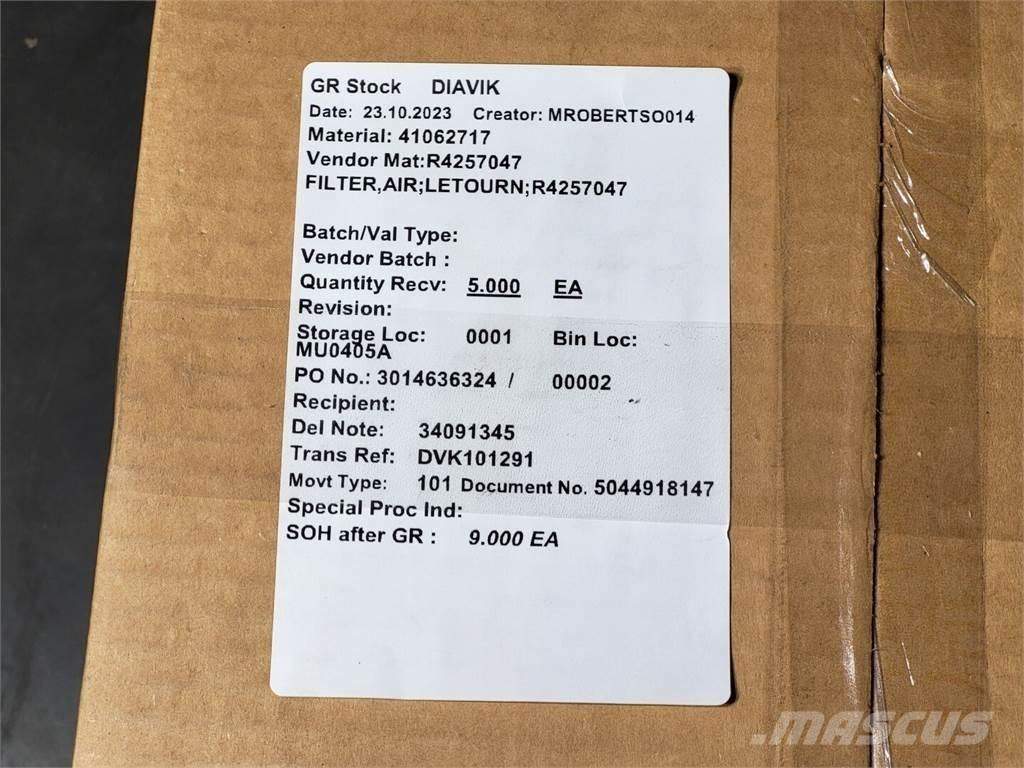 GR Stock DIAVIK
Date: 23.10.2023 Creator: MROBERTSO014
Material: 41062717
Vendor Mat:R4257047
FILTER,AIR;LETOURN;R4257047
Batch/Val Type:
Vendor Batch :
Quantity Recv: 5.000 EA
Revision:
Storage Loc: 0001 Bin Loc:
MU0405A
PO No.: 3014636324 / 00002
Recipient:
Del Note: 34091345
Trans Ref: DVK101291
Movt Type: 101 Document No. 5044918147
Special Proc Ind:
SOH after GR : 9.000 EA
MASCUS